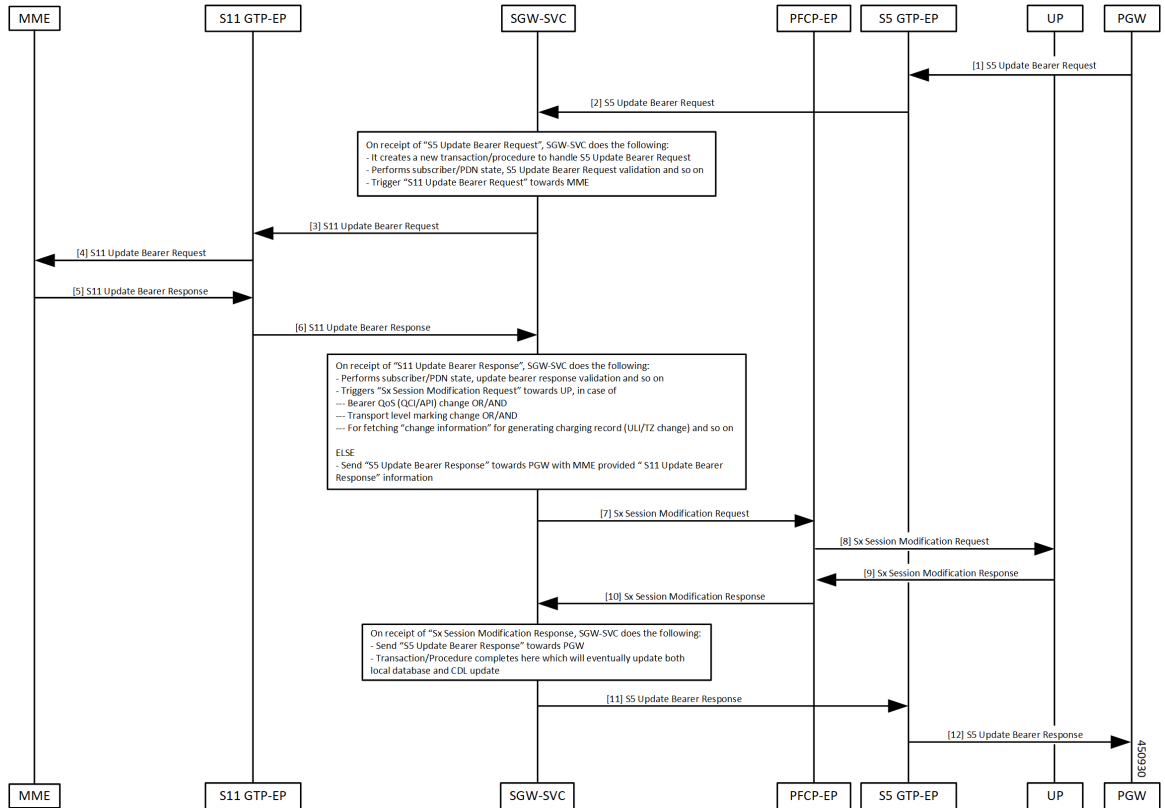 MME
S11 GTP-EP
SGW-SVC
PFCP-EP
S5 GTP-EP
UP
PGW
[1] S5 Update Bearer Request
[2] S5 Update Bearer Request
On receipt of "S5 Update Bearer Request", SGW-SVC does the following:
- It creates a new transaction/procedure to handle S5 Update Bearer Request
- Performs subscriber/PDN state, S5 Update Bearer Request validation and so on
- Trigger "S11 Update Bearer Request" towards MME
[3] S11 Update Bearer Request
[4] S11 Update Bearer Request
[5] S11 Update Bearer Response
[6] S11 Update Bearer Response
On receipt of "S11 Update Bearer Response", SGW-SVC does the following:
- Performs subscriber/PDN state, update bearer response validation and so on
- Triggers "Sx Session Modification Request" towards UP, in case of
--- Bearer QoS (QCI/API) change OR/AND
--- Transport level marking change OR/AND
--- For fetching "change information" for generating charging record (ULI/TZ change) and so on
ELSE
- Send "S5 Update Bearer Response" towards PGW with MME provided " S11 Update Bearer
Response" information
[7] Sx Session Modification Request
[8] Sx Session Modification Request
[9] Sx Session Modification Response
[10] Sx Session Modification Response
On receipt of "Sx Session Modification Response, SGW-SVC does the following:
- Send "S5 Update Bearer Response" towards PGW
- Transaction/Procedure completes here which will eventually update both
local database and CDL update
[11] S5 Update Bearer Response
[12] S5 Update Bearer Response
450930
MME
S11 GTP-EP
SGW-SVC
PFCP-EP
S5 GTP-EP
UP
PGW